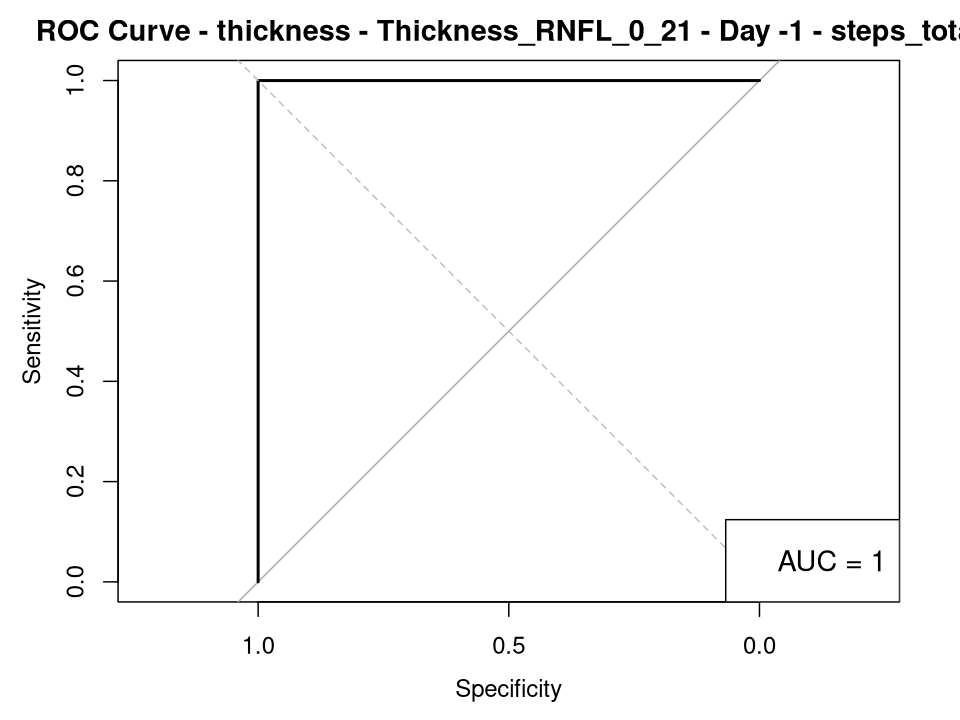 ROC Curve - thickness - Thickness_RNFL_0_21 - Day -1 - steps_tota
1.0
0.8
0.6
0.4
0.2
0.0
Sensitivity
AUC = 1
1.0 0.5 0.0
Specificity